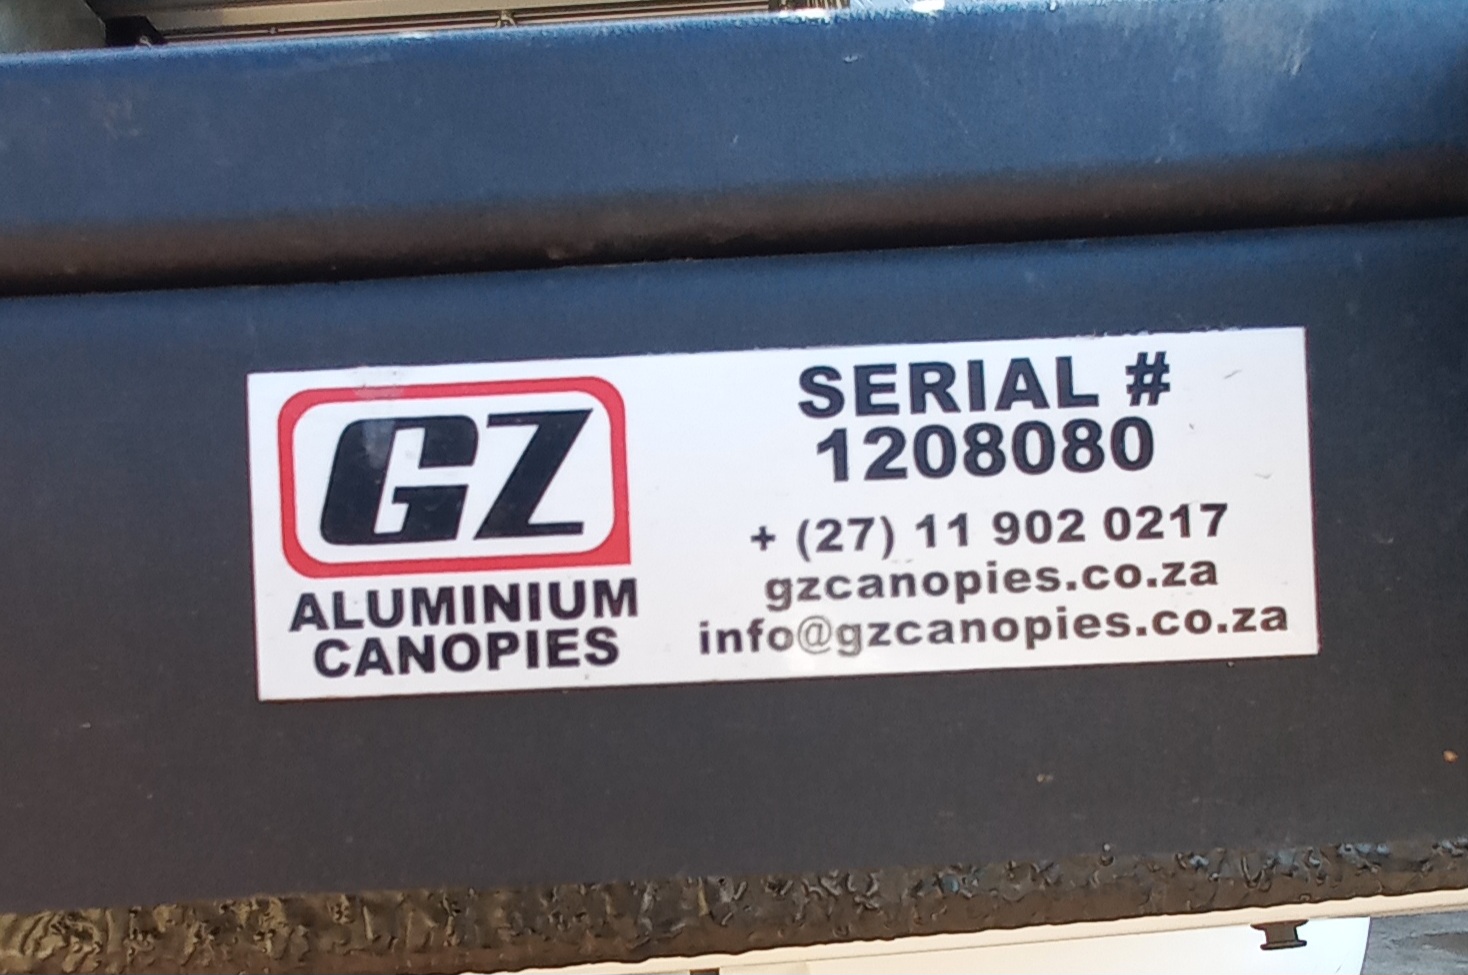 GZ
ALUMINIUM
CANOPIES
SERIAL #
1208080
+ (27) 11 902 0217
gzcanopies.co.za
info@gzcanopies.co.za